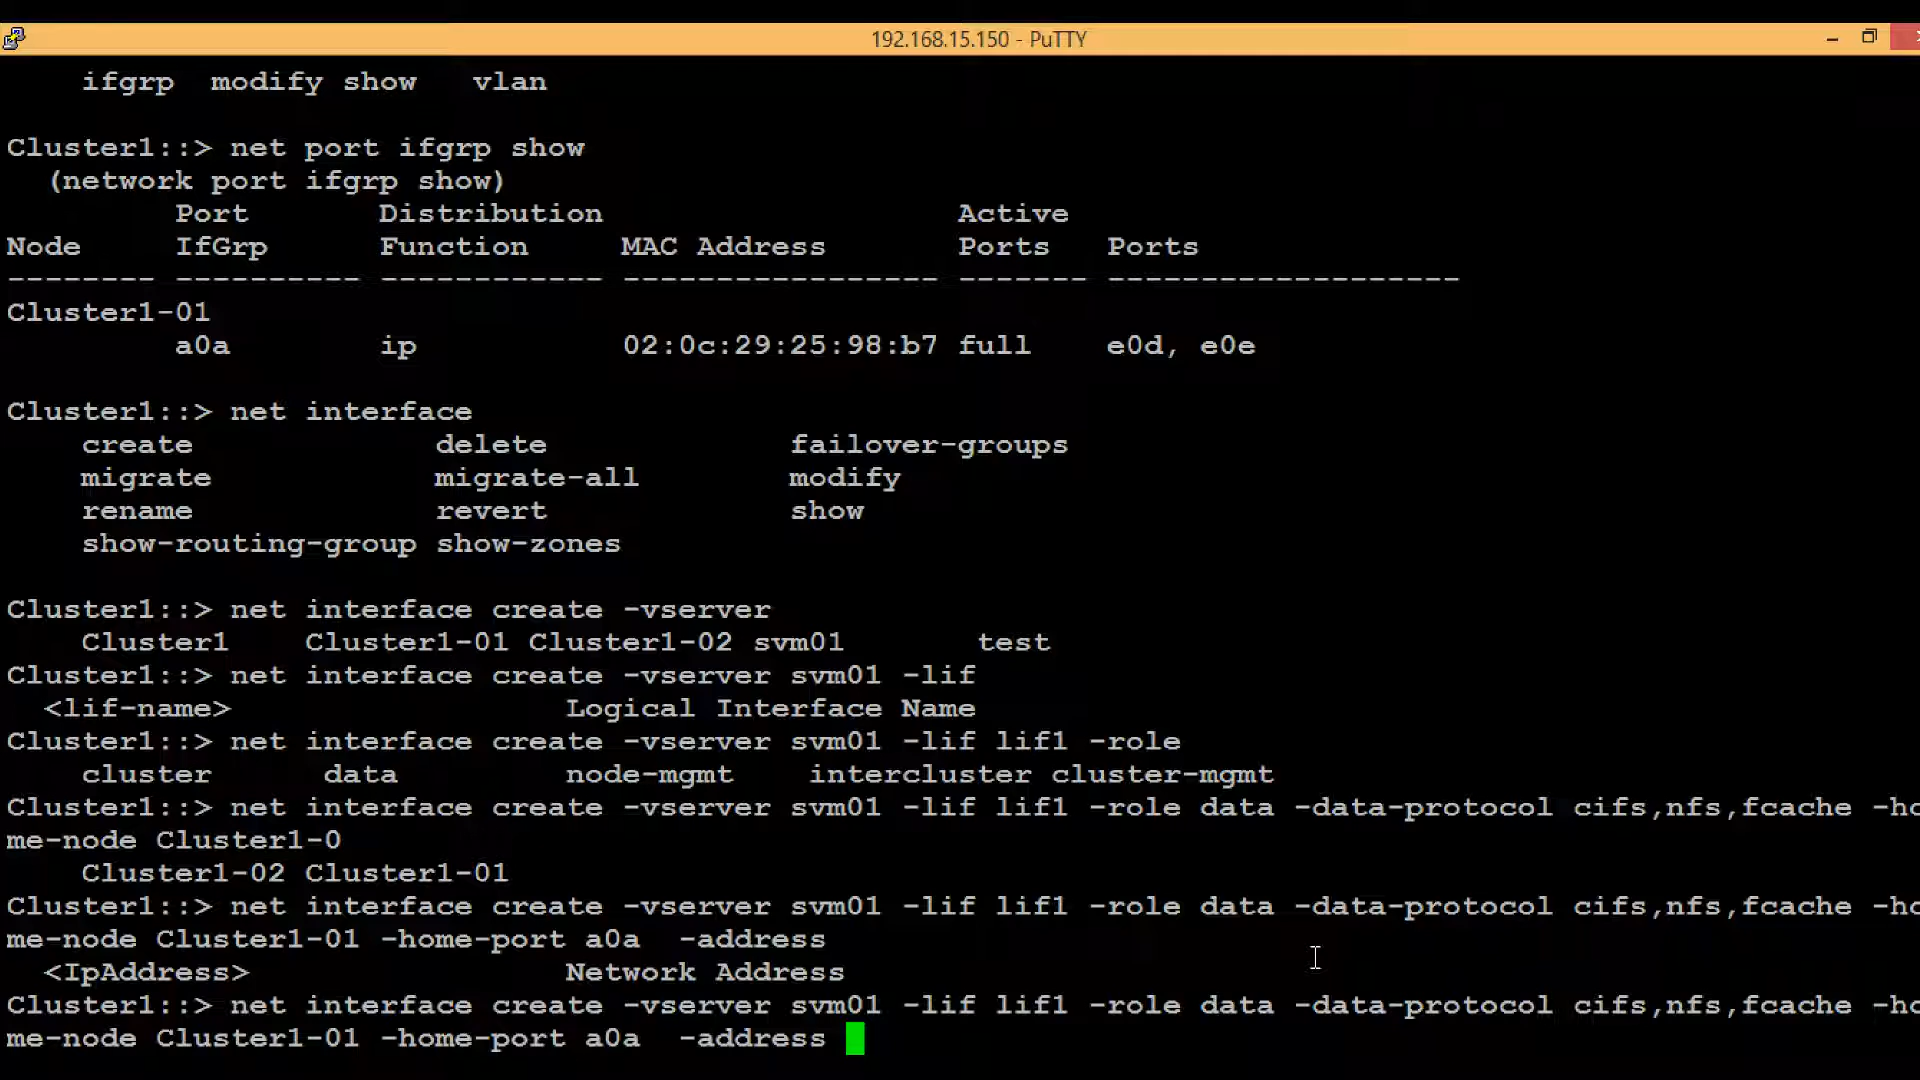 192.168.15.150 - PuTTY
ifgrp modify show vlan
Cluster1::> net port ifgrp show
(network port ifgrp show)
Port Distribution Active
Node IfGrp Function MAC Address Ports Ports
-------- ---------- ------------ ----------------- ------- -------------------
Cluster1-01
a0a ip 02:0c:29:25:98:b7 full e0d, e0e
Cluster1::> net interface
create delete failover-groups
migrate migrate-all modify
rename revert show
show-routing-group show-zones
Cluster1::> net interface create -vserver
Cluster1 Cluster1-01 Cluster1-02 svm01 test
Cluster1::> net interface create -vserver svm01 -lif
<lif-name> Logical Interface Name
Cluster1::> net interface create -vserver svm01 -lif lif1 -role
cluster data node-mgmt intercluster cluster-mgmt
Cluster1::> net interface create -vserver svm01 -lif lif1 -role data -data-protocol cifs,nfs,fcache -ho
me-node Cluster1-0
Cluster1-02 Cluster1-01
Cluster1::> net interface create -vserver svm01 -lif lif1 -role data -data-protocol cifs,nfs,fcache -ho
me-node Cluster1-01 -home-port a0a  -address
<IpAddress> Network Address
Cluster1::> net interface create -vserver svm01 -lif lif1 -role data -data-protocol cifs,nfs,fcache -ho
me-node Cluster1-01 -home-port a0a  -address